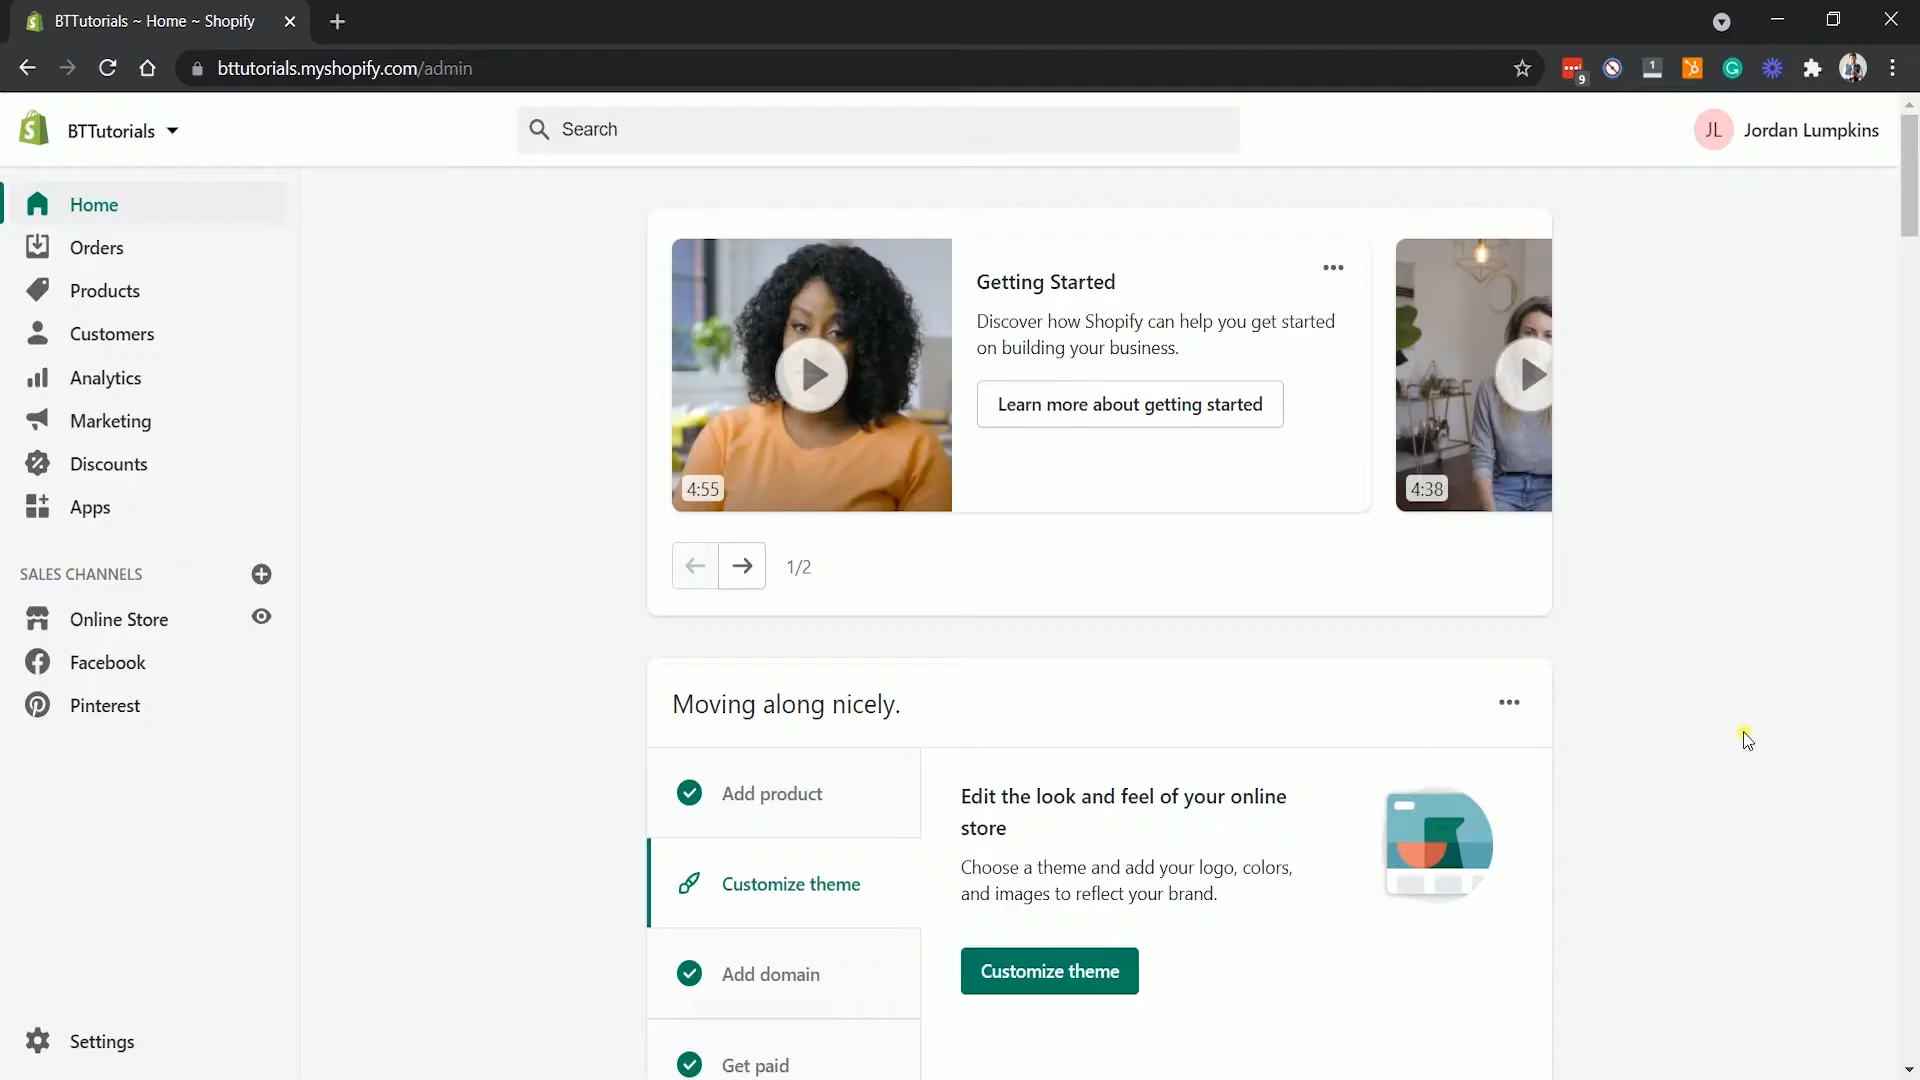 BTTutorials ~ Home ~ Shopify
bttutorials.myshopify.com/admin
9
1
BTTutorials
Search
JL Jordan Lumpkins
Home
Orders
Products
Customers
Analytics
Marketing
Discounts
Apps
SALES CHANNELS
Online Store
Facebook
Pinterest
Settings
Getting Started
Discover how Shopify can help you get started
on building your business.
Learn more about getting started
4:55
4:38
1/2
Moving along nicely.
Add product
Customize theme
Add domain
Get paid
Edit the look and feel of your online
store
Choose a theme and add your logo, colors,
and images to reflect your brand.
Customize theme